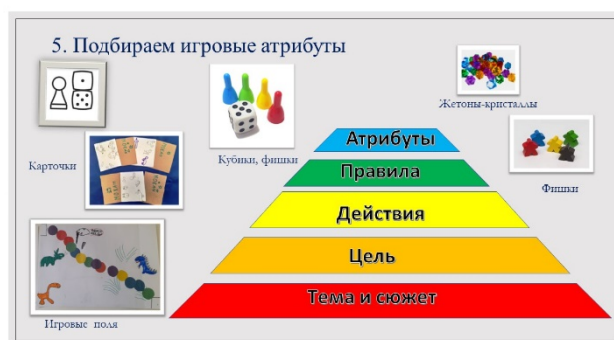 5. Подбираем игровые атрибуты
Жетоны-кристаллы
Карточки
Кубики, фишки
Атрибуты
Правила
Фишки
Действия
Цель
Тема и сюжет
Игровые поля